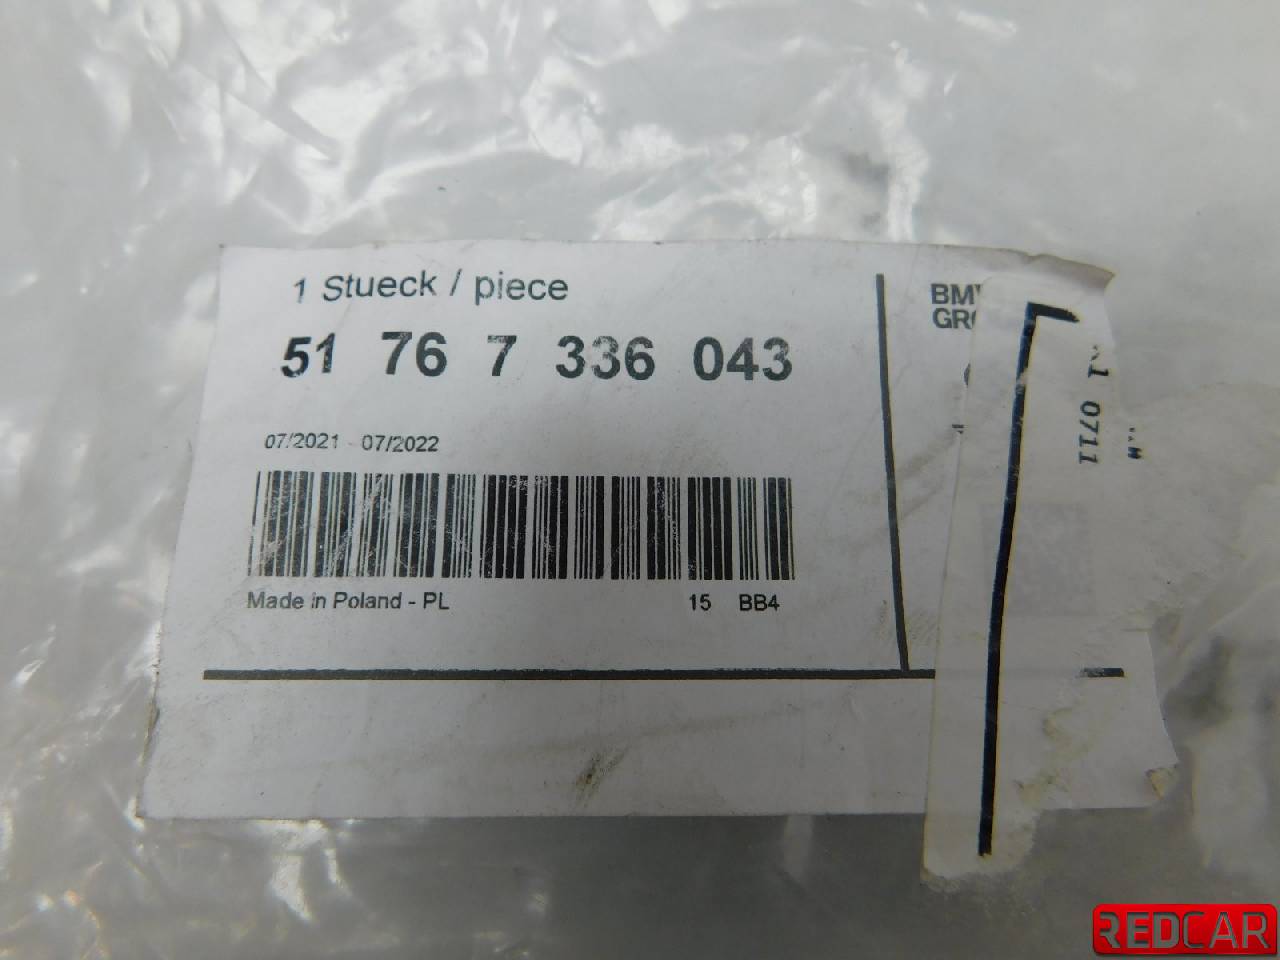 1 Stueck / piece
51 76 7 336 043
07/2021 - 07/2022
Made in Poland - PL
15 BB4
0711
REDCAR